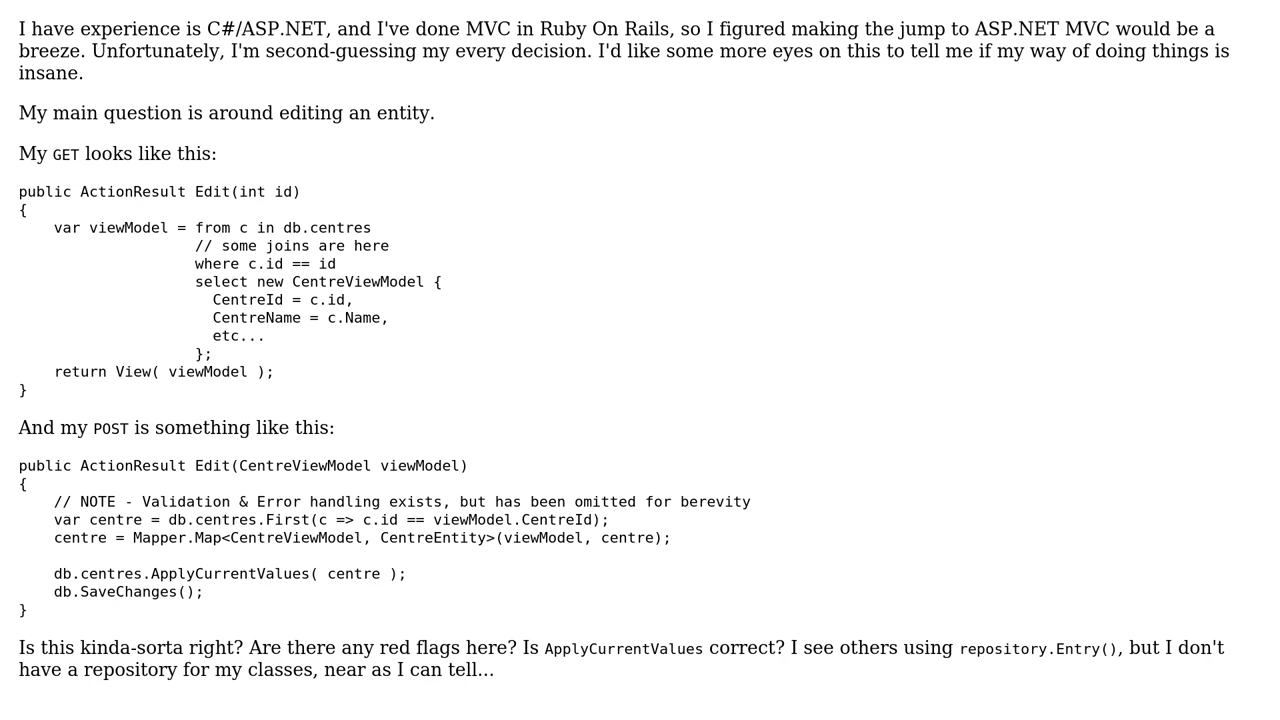 I have experience is C#/ASP.NET, and I've done MVC in Ruby On Rails, so I figured making the jump to ASP.NET MVC would be a
breeze. Unfortunately, I'm second-guessing my every decision. I'd like some more eyes on this to tell me if my way of doing things is
insane.
My main question is around editing an entity.
My GET looks like this:
public ActionResult Edit(int id)
{
    var viewModel = from c in db.centres
                    // some joins are here
                    where c.id == id
                    select new CentreViewModel {
                      CentreId = c.id,
                      CentreName = c.Name,
                      etc...
                    };
    return View( viewModel );
}
And my POST is something like this:
public ActionResult Edit(CentreViewModel viewModel)
{
    // NOTE - Validation & Error handling exists, but has been omitted for berevity
    var centre = db.centres.First(c => c.id == viewModel.CentreId);
    centre = Mapper.Map<CentreViewModel, CentreEntity>(viewModel, centre);
    db.centres.ApplyCurrentValues( centre );
    db.SaveChanges();
}
Is this kinda-sorta right? Are there any red flags here? Is ApplyCurrentValues correct? I see others using repository.Entry(), but I don't
have a repository for my classes, near as I can tell...